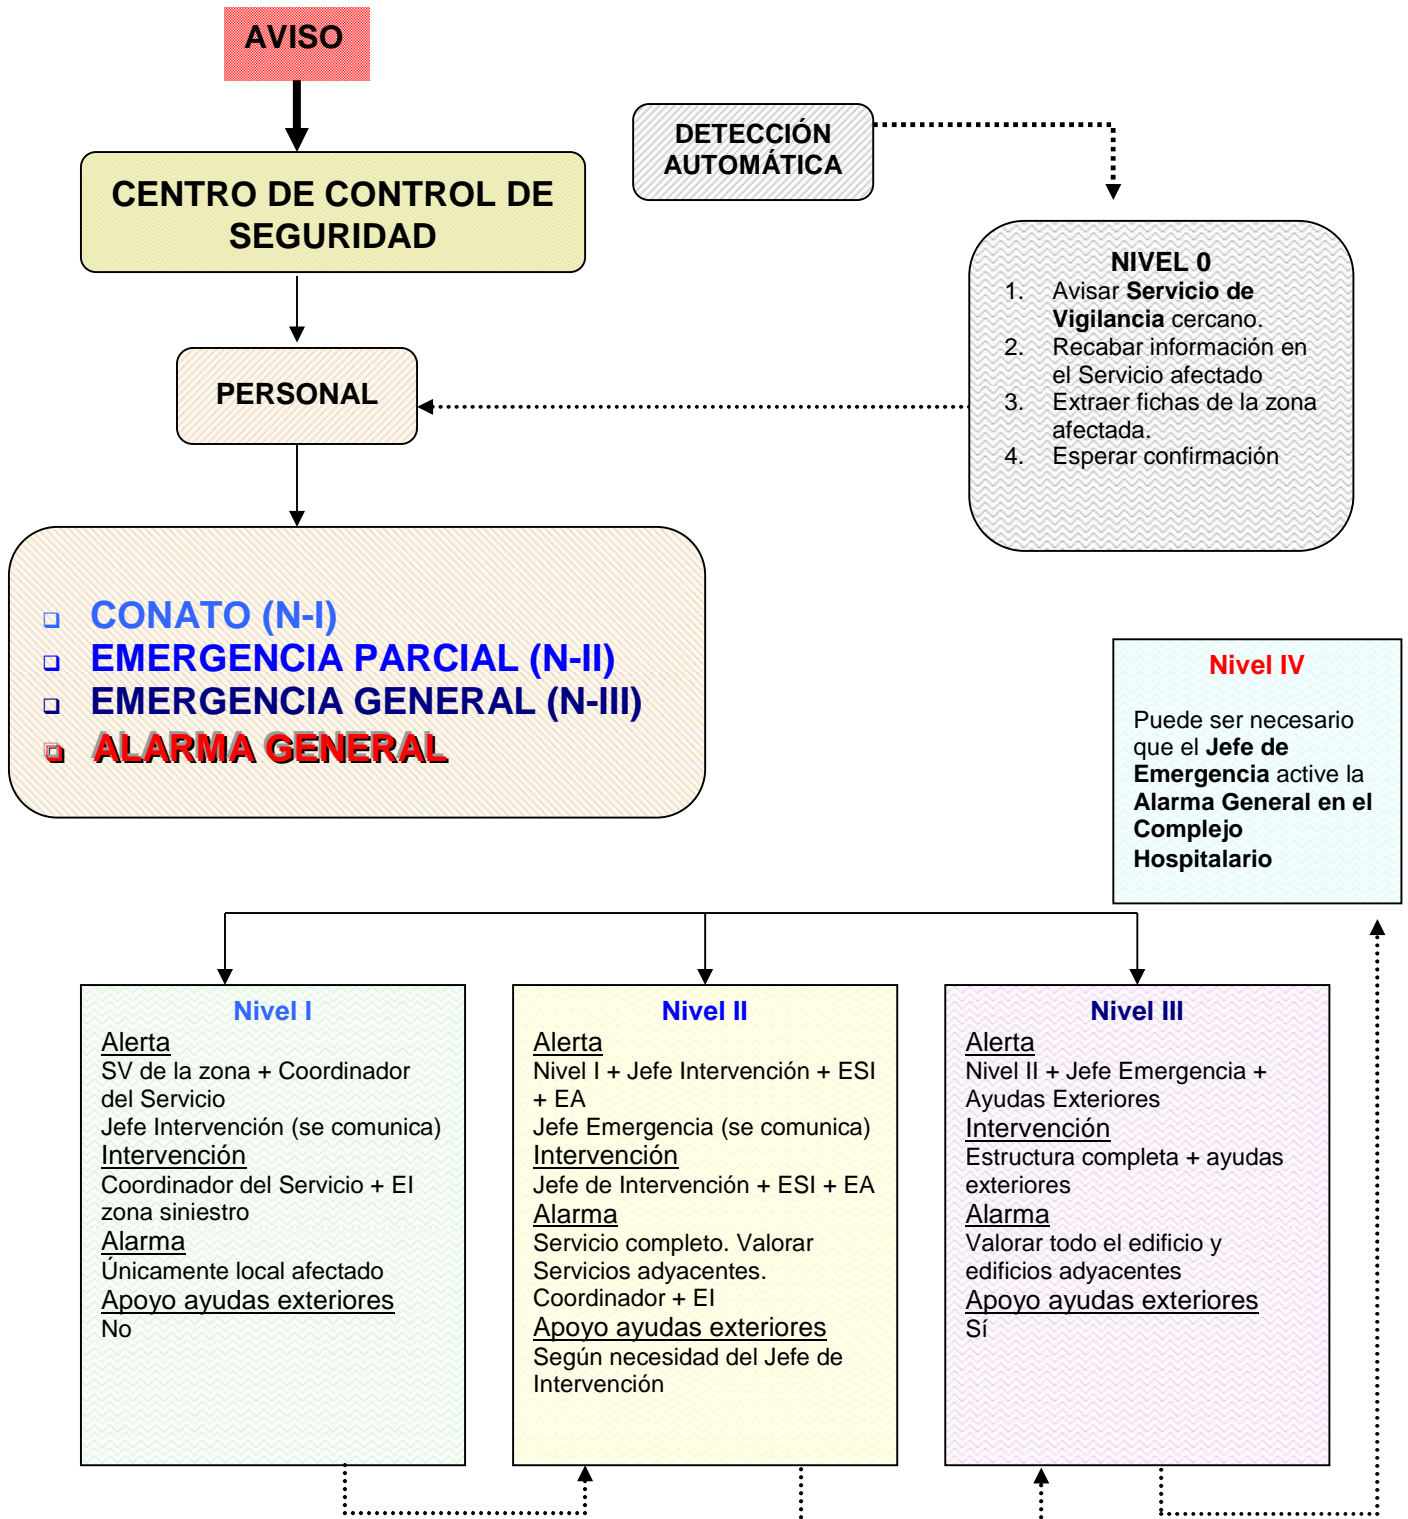 AVISO
DETECCIÓN
AUTOMÁTICA
CENTRO DE CONTROL DE
SEGURIDAD
NIVEL 0
1. Avisar Servicio de
Vigilancia cercano.
2. Recabar información en
el Servicio afectado
3. Extraer fichas de la zona
afectada.
4. Esperar confirmación
PERSONAL
CONATO (N-I)
EMERGENCIA PARCIAL (N-II)
EMERGENCIA GENERAL (N-III)
ALARMA GENERAL
Nivel IV
Puede ser necesario
que el Jefe de
Emergencia active la
Alarma General en el
Complejo
Hospitalario
Nivel I
Alerta
SV de la zona + Coordinador
del Servicio
Jefe Intervención (se comunica)
Intervención
Coordinador del Servicio + EI
zona siniestro
Alarma
Únicamente local afectado
Apoyo ayudas exteriores
No
Nivel II
Alerta
Nivel I + Jefe Intervención + ESI
+ EA
Jefe Emergencia (se comunica)
Intervención
Jefe de Intervención + ESI + EA
Alarma
Servicio completo. Valorar
Servicios adyacentes.
Coordinador + EI
Apoyo ayudas exteriores
Según necesidad del Jefe de
Intervención
Nivel III
Alerta
Nivel II + Jefe Emergencia +
Ayudas Exteriores
Intervención
Estructura completa + ayudas
exteriores
Alarma
Valorar todo el edificio y
edificios adyacentes
Apoyo ayudas exteriores
Sí